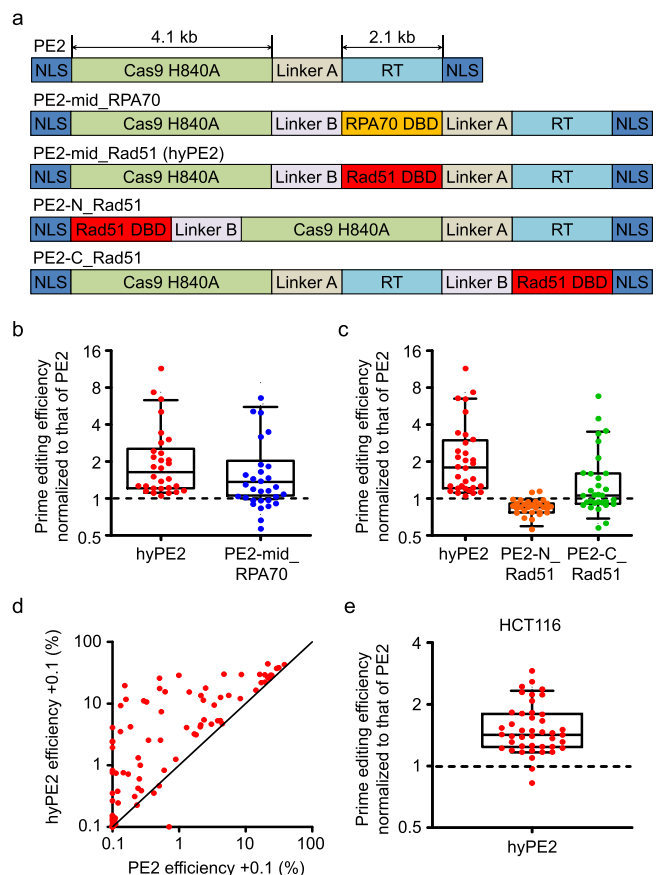 a
4.1 kb
2.1 kb
PE2
NLS Cas9 H840A Linker A RT NLS
PE2-mid_RPA70
NLS Cas9 H840A Linker B RPA70 DBD Linker A RT NLS
PE2-mid_Rad51 (hyPE2)
NLS Cas9 H840A Linker B Rad51 DBD Linker A RT NLS
PE2-N_Rad51
NLS Rad51 DBD Linker B Cas9 H840A Linker A RT NLS
PE2-C_Rad51
NLS Cas9 H840A Linker A RT Linker B Rad51 DBD NLS
b
Prime editing efficiency
normalized to that of PE2
16
8
4
2
1
0.5
hyPE2
PE2-mid_
RPA70
c
Prime editing efficiency
normalized to that of PE2
16
8
4
2
1
0.5
hyPE2
PE2-N_
Rad51
PE2-C_
Rad51
d
hyPE2 efficiency +0.1 (%)
100
10
1
0.1
0.1 1 10 100
PE2 efficiency +0.1 (%)
e
HCT116
Prime editing efficiency
normalized to that of PE2
4
2
1
0.5
hyPE2